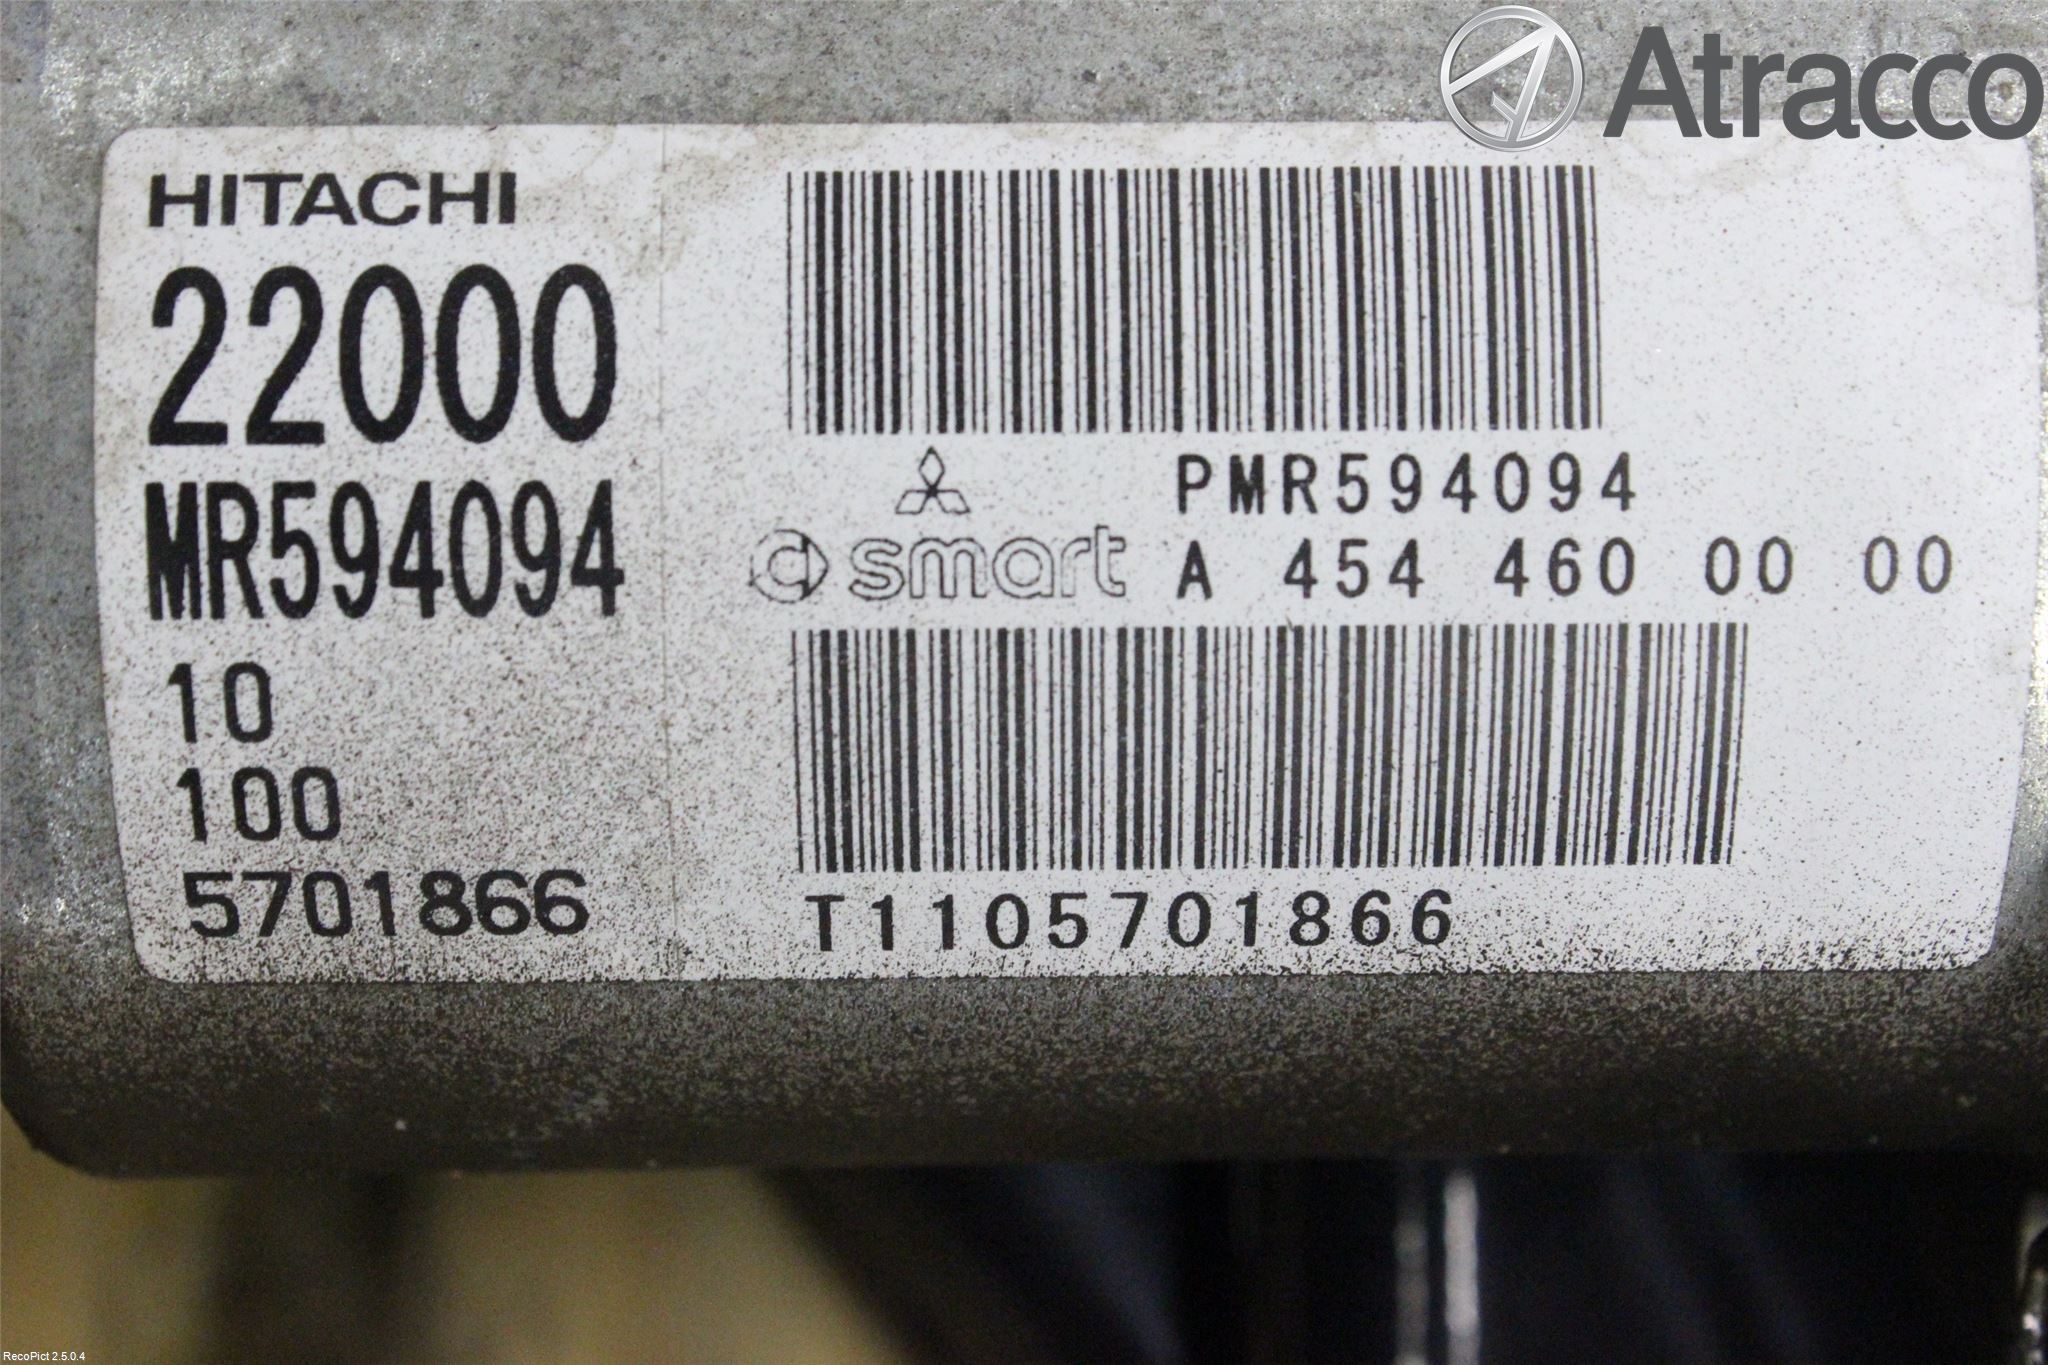 Atracco
HITACHI
22000
MR594094
10
100
5701866
PMR594094
smart A 454 460 00 00
T1105701866
RecoPict 2.5.0.4